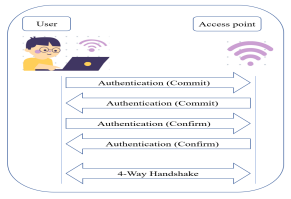 User
Access point
Authentication (Commit)
Authentication (Commit)
Authentication (Confirm)
Authentication (Confirm)
4-Way Handshake